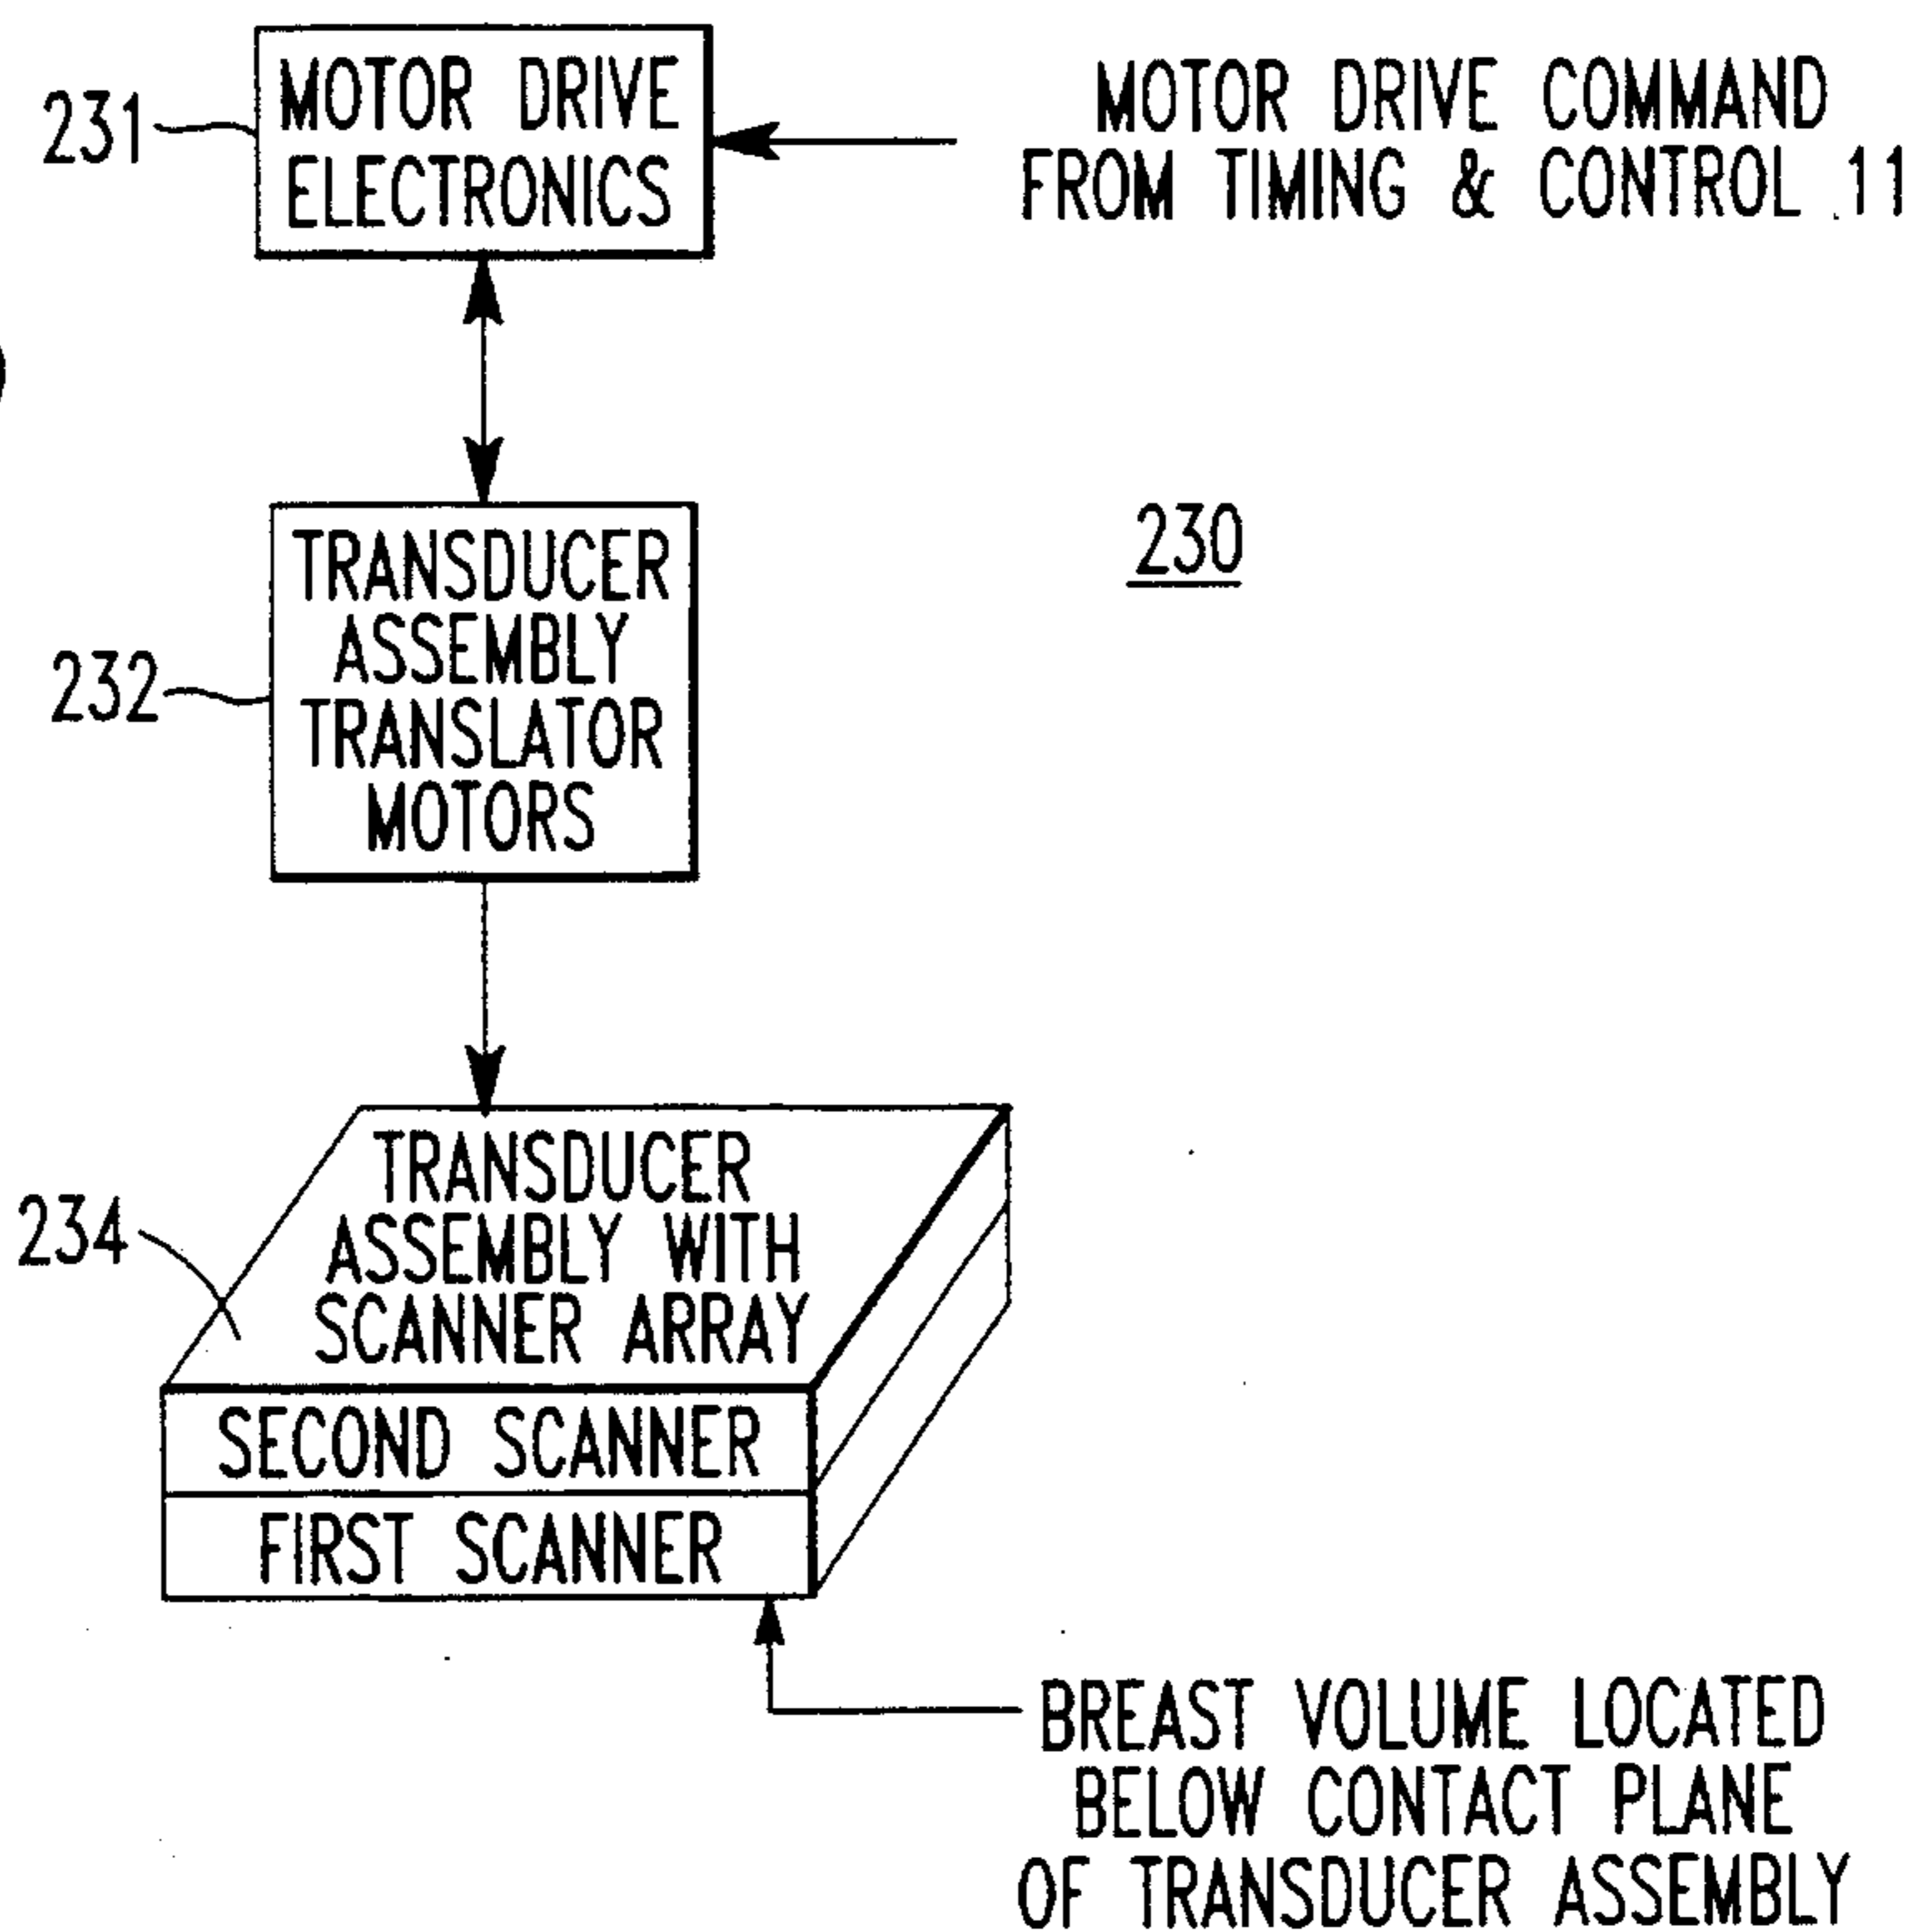 231
MOTOR DRIVE
ELECTRONICS
MOTOR DRIVE COMMAND
FROM TIMING & CONTROL 11
230
232
TRANSDUCER
ASSEMBLY
TRANSLATOR
MOTORS
234
TRANSDUCER
ASSEMBLY WITH
SCANNER ARRAY
SECOND SCANNER
FIRST SCANNER
BREAST VOLUME LOCATED
BELOW CONTACT PLANE
OF TRANSDUCER ASSEMBLY